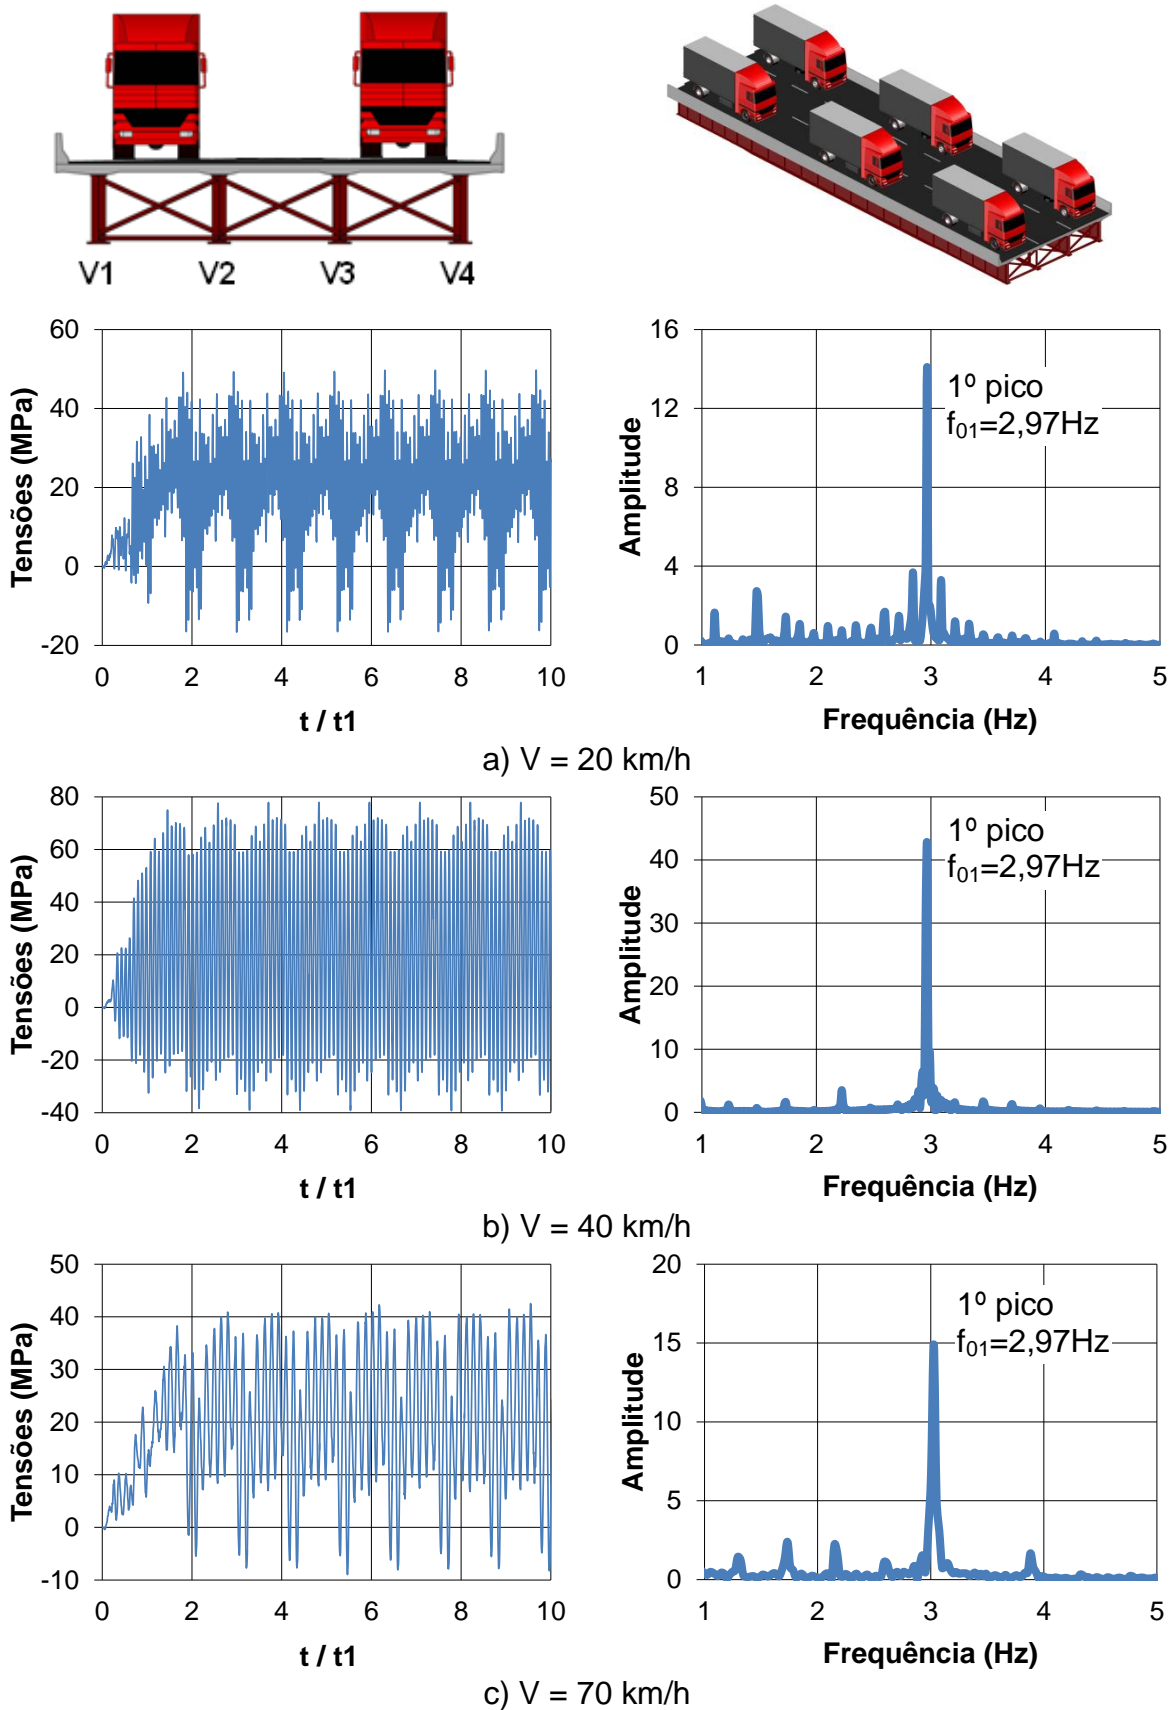 V1 V2 V3 V4
60
40
20
0
-20
Tensões (MPa)
0 2 4 6 8 10
t / t1
16
12
8
4
0
Amplitude
1º pico
f₀₁=2,97Hz
1 2 3 4 5
Frequência (Hz)
a) V = 20 km/h
80
60
40
20
0
-20
-40
Tensões (MPa)
0 2 4 6 8 10
t / t1
50
40
30
20
10
0
Amplitude
1º pico
f₀₁=2,97Hz
1 2 3 4 5
Frequência (Hz)
b) V = 40 km/h
50
40
30
20
10
0
-10
Tensões (MPa)
0 2 4 6 8 10
t / t1
20
15
10
5
0
Amplitude
1º pico
f₀₁=2,97Hz
1 2 3 4 5
Frequência (Hz)
c) V = 70 km/h